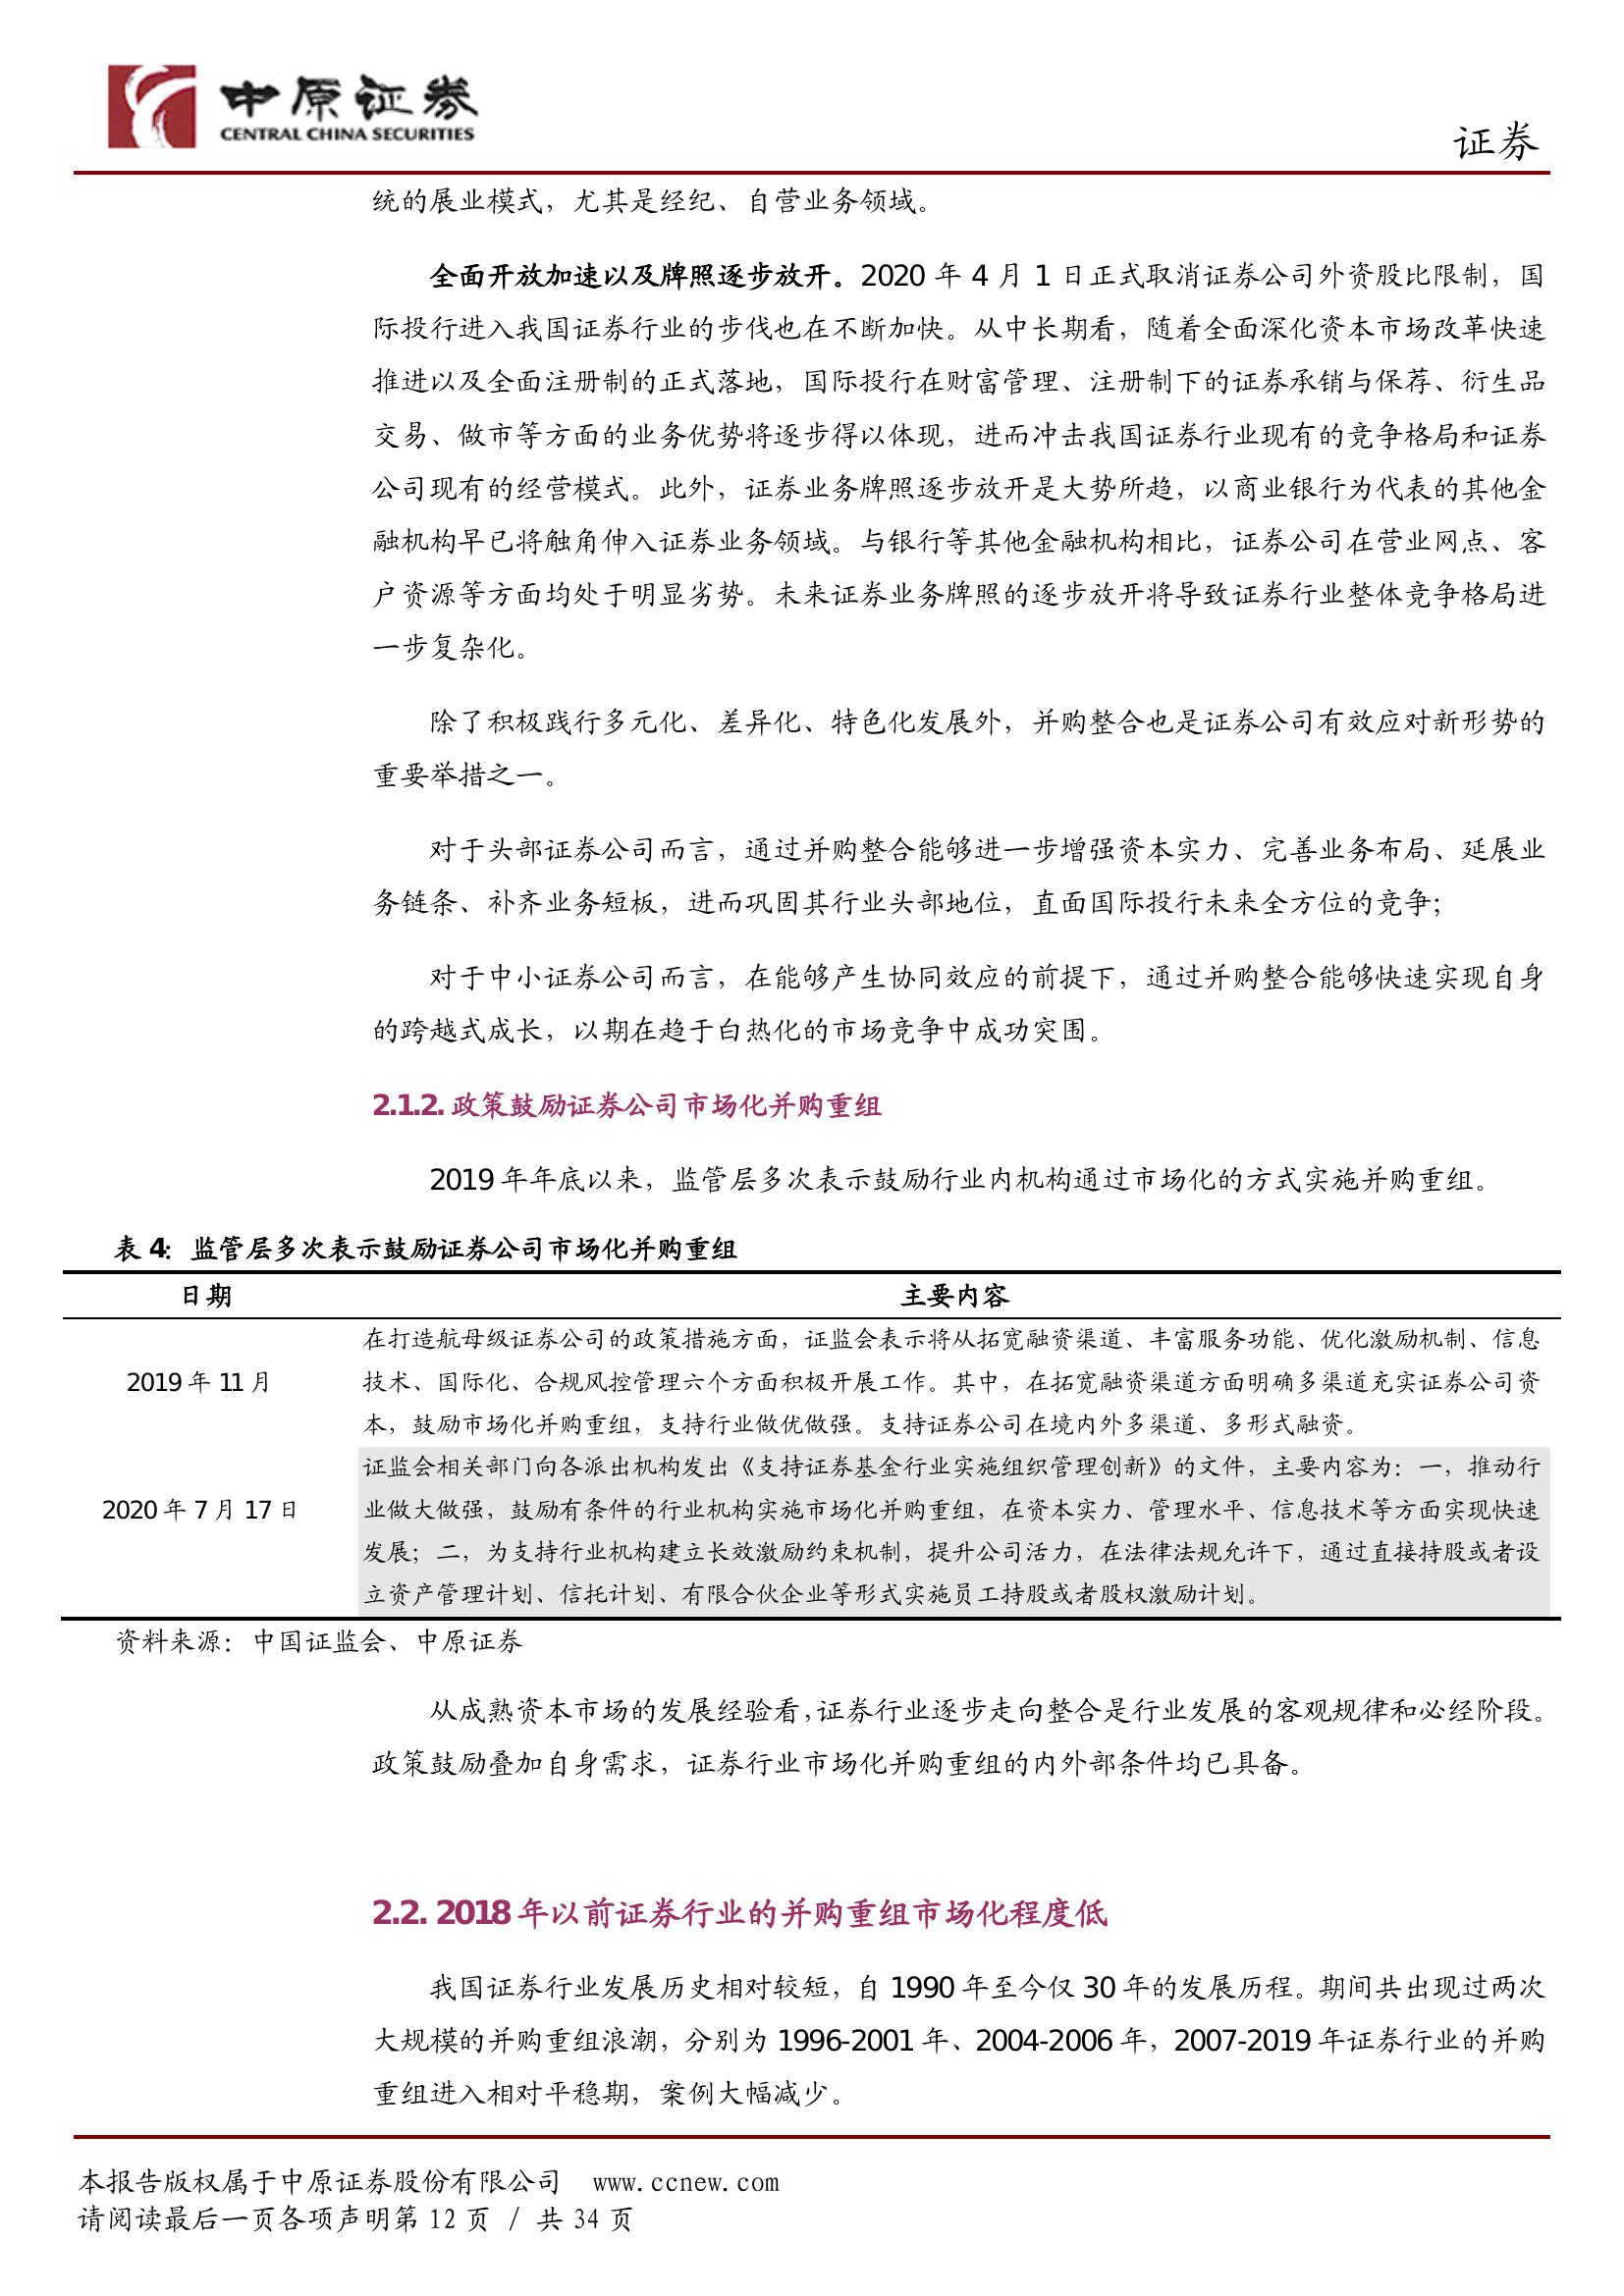 中原证券
CENTRAL CHINA SECURITIES
证券
统的展业模式，尤其是经纪、自营业务领域。
全面开放加速以及牌照逐步放开。2020 年 4 月 1 日正式取消证券公司外资股比限制，国
际投行进入我国证券行业的步伐也在不断加快。从中长期看，随着全面深化资本市场改革快速
推进以及全面注册制的正式落地，国际投行在财富管理、注册制下的证券承销与保荐、衍生品
交易、做市等方面的业务优势将逐步得以体现，进而冲击我国证券行业现有的竞争格局和证券
公司现有的经营模式。此外，证券业务牌照逐步放开是大势所趋，以商业银行为代表的其他金
融机构早已将触角伸入证券业务领域。与银行等其他金融机构相比，证券公司在营业网点、客
户资源等方面均处于明显劣势。未来证券业务牌照的逐步放开将导致证券行业整体竞争格局进
一步复杂化。
除了积极践行多元化、差异化、特色化发展外，并购整合也是证券公司有效应对新形势的
重要举措之一。
对于头部证券公司而言，通过并购整合能够进一步增强资本实力、完善业务布局、延展业
务链条、补齐业务短板，进而巩固其行业头部地位，直面国际投行未来全方位的竞争；
对于中小证券公司而言，在能够产生协同效应的前提下，通过并购整合能够快速实现自身
的跨越式成长，以期在趋于白热化的市场竞争中成功突围。
2.1.2. 政策鼓励证券公司市场化并购重组
2019 年年底以来，监管层多次表示鼓励行业内机构通过市场化的方式实施并购重组。
表 4：监管层多次表示鼓励证券公司市场化并购重组
日期 主要内容
在打造航母级证券公司的政策措施方面，证监会表示将从拓宽融资渠道、丰富服务功能、优化激励机制、信息
2019 年 11 月 技术、国际化、合规风控管理六个方面积极开展工作。其中，在拓宽融资渠道方面明确多渠道充实证券公司资
本，鼓励市场化并购重组，支持行业做优做强。支持证券公司在境内外多渠道、多形式融资。
证监会相关部门向各派出机构发出《支持证券基金行业实施组织管理创新》的文件，主要内容为：一，推动行
2020 年 7 月 17 日 业做大做强，鼓励有条件的行业机构实施市场化并购重组，在资本实力、管理水平、信息技术等方面实现快速
发展；二，为支持行业机构建立长效激励约束机制，提升公司活力，在法律法规允许下，通过直接持股或者设
立资产管理计划、信托计划、有限合伙企业等形式实施员工持股或者股权激励计划。
资料来源：中国证监会、中原证券
从成熟资本市场的发展经验看，证券行业逐步走向整合是行业发展的客观规律和必经阶段。
政策鼓励叠加自身需求，证券行业市场化并购重组的内外部条件均已具备。
2.2. 2018 年以前证券行业的并购重组市场化程度低
我国证券行业发展历史相对较短，自 1990 年至今仅 30 年的发展历程。期间共出现过两次
大规模的并购重组浪潮，分别为 1996-2001 年、2004-2006 年，2007-2019 年证券行业的并购
重组进入相对平稳期，案例大幅减少。
本报告版权属于中原证券股份有限公司 www.ccnew.com
请阅读最后一页各项声明第 12 页 / 共 34 页